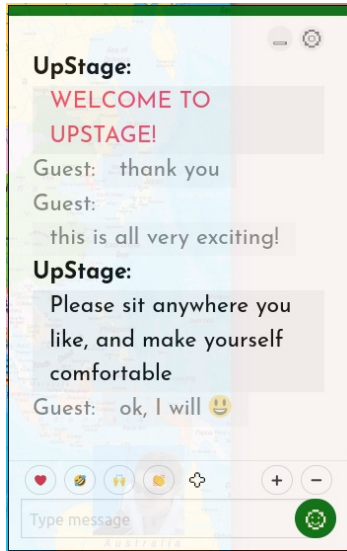 UpStage:
WELCOME TO
UPSTAGE!
Guest: thank you
Guest:
this is all very exciting!
UpStage:
Please sit anywhere you
like, and make yourself
comfortable
Guest: ok, I will 😃
Type message
Australia